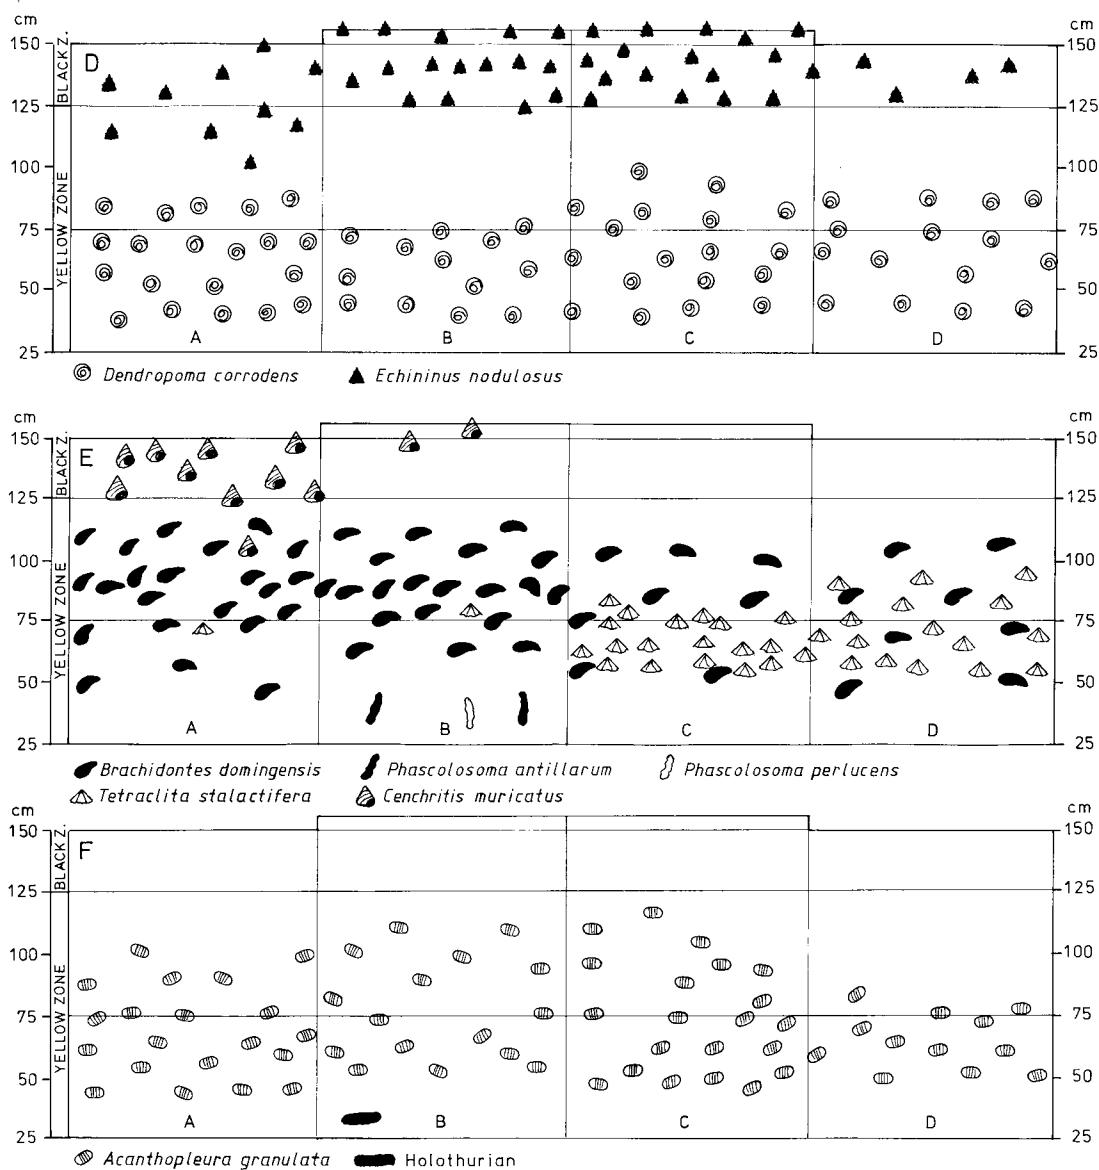 cm cm
150 150
D BLACK Z.
125 125
100 100
YELLOW ZONE
75 75
50 50
A B C D
25 25
Dendropoma corrodens Echininus nodulosus
cm cm
150 150
E BLACK Z.
125 125
100 100
YELLOW ZONE
75 75
50 50
A B C D
25 25
Brachidontes domingensis Phascolosoma antillarum Phascolosoma perlucens
Tetraclita stalactifera Cenchritis muricatus
cm cm
150 150
F BLACK Z.
125 125
100 100
YELLOW ZONE
75 75
50 50
A B C D
25 25
Acanthopleura granulata Holothurian